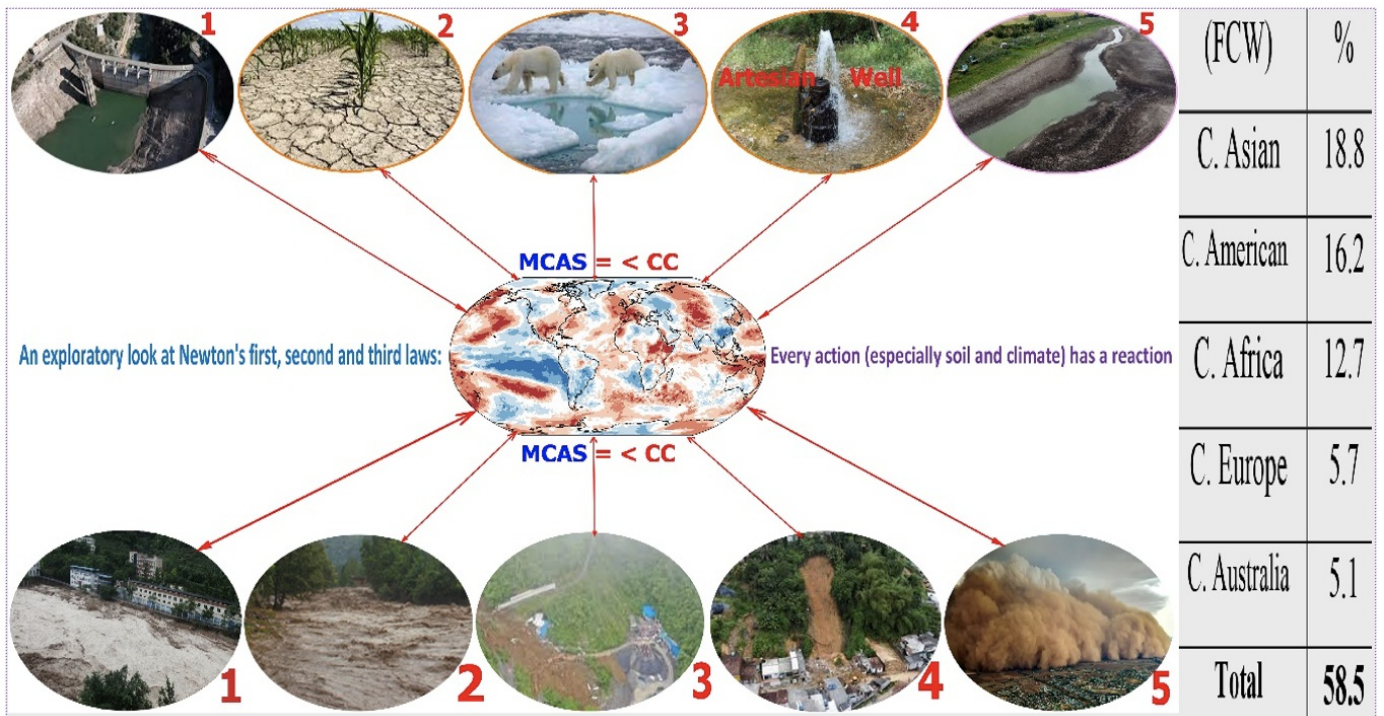 1
2
3
4
5
Artesian Well
MCAS = < CC
An exploratory look at Newton's first, second and third laws:
Every action (especially soil and climate) has a reaction
MCAS = < CC
1
2
3
4
5
(FCW) %
C. Asian 18.8
C. American 16.2
C. Africa 12.7
C. Europe 5.7
C. Australia 5.1
Total 58.5